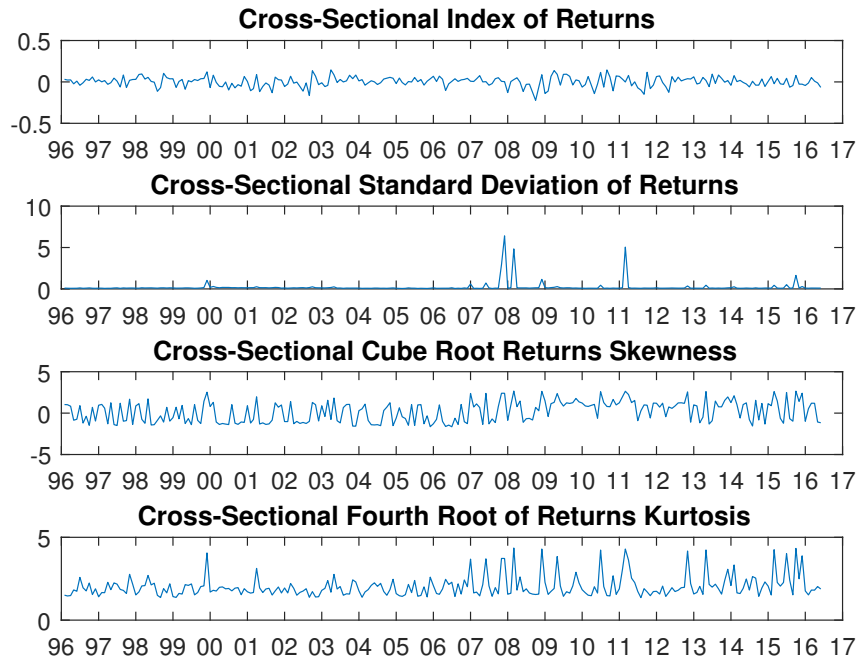 Cross-Sectional Index of Returns
0.5
0
-0.5
96 97 98 99 00 01 02 03 04 05 06 07 08 09 10 11 12 13 14 15 16 17
Cross-Sectional Standard Deviation of Returns
10
5
0
96 97 98 99 00 01 02 03 04 05 06 07 08 09 10 11 12 13 14 15 16 17
Cross-Sectional Cube Root Returns Skewness
5
0
-5
96 97 98 99 00 01 02 03 04 05 06 07 08 09 10 11 12 13 14 15 16 17
Cross-Sectional Fourth Root of Returns Kurtosis
5
0
96 97 98 99 00 01 02 03 04 05 06 07 08 09 10 11 12 13 14 15 16 17